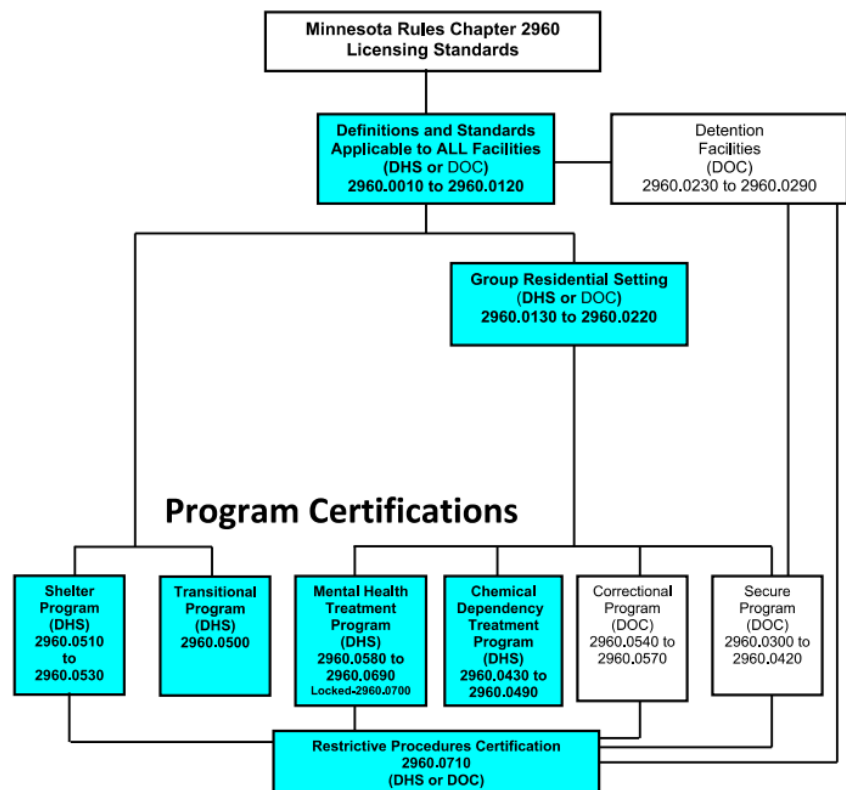 Minnesota Rules Chapter 2960
Licensing Standards
Definitions and Standards
Applicable to ALL Facilities
(DHS or DOC)
2960.0010 to 2960.0120
Detention
Facilities
(DOC)
2960.0230 to 2960.0290
Group Residential Setting
(DHS or DOC)
2960.0130 to 2960.0220
Program Certifications
Shelter
Program
(DHS)
2960.0510
to
2960.0530
Transitional
Program
(DHS)
2960.0500
Mental Health
Treatment
Program
(DHS)
2960.0580 to
2960.0690
Locked-2960.0700
Chemical
Dependency
Treatment
Program
(DHS)
2960.0430 to
2960.0490
Correctional
Program
(DOC)
2960.0540 to
2960.0570
Secure
Program
(DOC)
2960.0300 to
2960.0420
Restrictive Procedures Certification
2960.0710
(DHS or DOC)